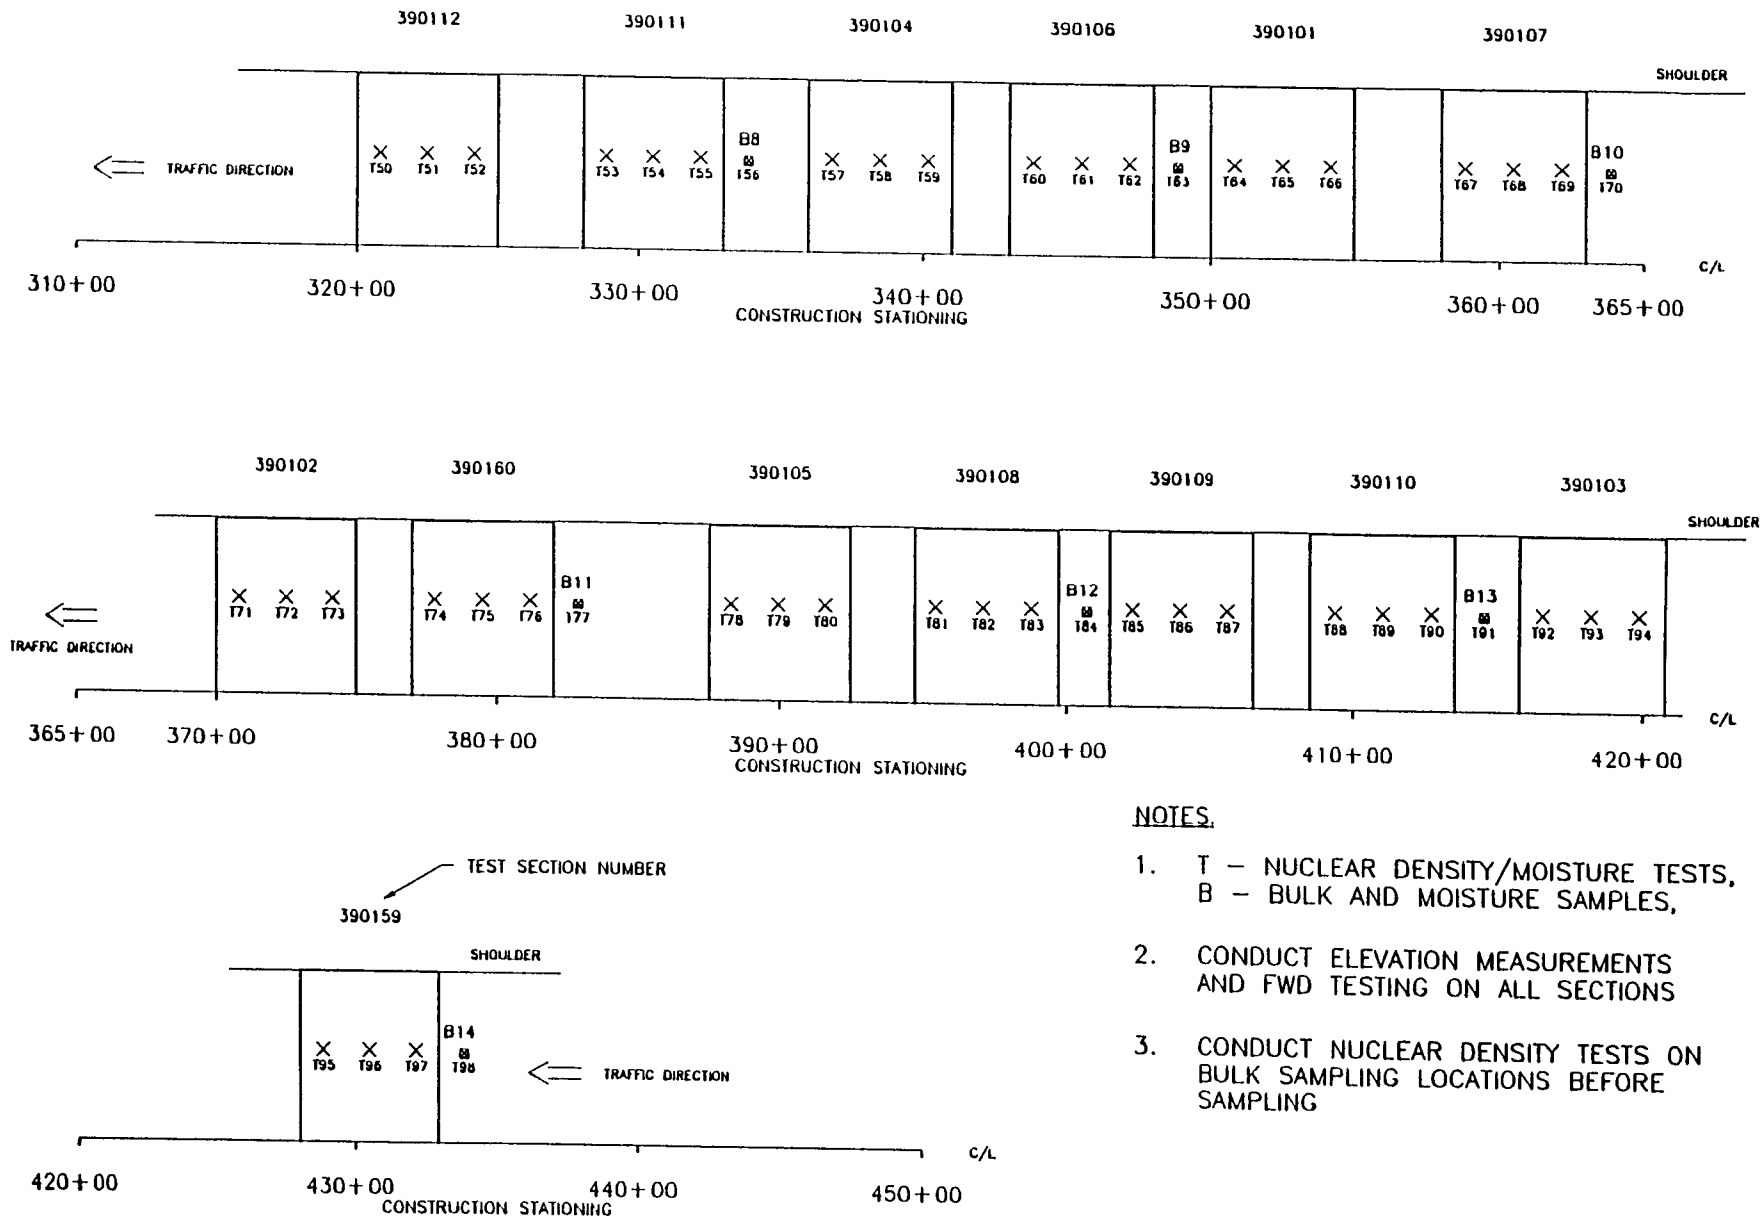 390112 390111 390104 390106 390101 390107
SHOULDER
B8 B9 B10
TRAFFIC DIRECTION T50 T51 T52 T53 T54 T55 T56 T57 T58 T59 T60 T61 T62 T63 T64 T65 T66 T67 T68 T69 T70
C/L
310+00 320+00 330+00 340+00 350+00 360+00 365+00
CONSTRUCTION STATIONING
390102 390160 390105 390108 390109 390110 390103
SHOULDER
B11 B12 B13
T71 T72 T73 T74 T75 T76 T77 T78 T79 T80 T81 T82 T83 T84 T85 T86 T87 T88 T89 T90 T91 T92 T93 T94
TRAFFIC DIRECTION
C/L
365+00 370+00 380+00 390+00 400+00 410+00 420+00
CONSTRUCTION STATIONING
TEST SECTION NUMBER
390159
SHOULDER
B14
T95 T96 T97 T98 TRAFFIC DIRECTION
C/L
420+00 430+00 440+00 450+00
CONSTRUCTION STATIONING
NOTES.
1. T – NUCLEAR DENSITY/MOISTURE TESTS,
B – BULK AND MOISTURE SAMPLES,
2. CONDUCT ELEVATION MEASUREMENTS
AND FWD TESTING ON ALL SECTIONS
3. CONDUCT NUCLEAR DENSITY TESTS ON
BULK SAMPLING LOCATIONS BEFORE
SAMPLING